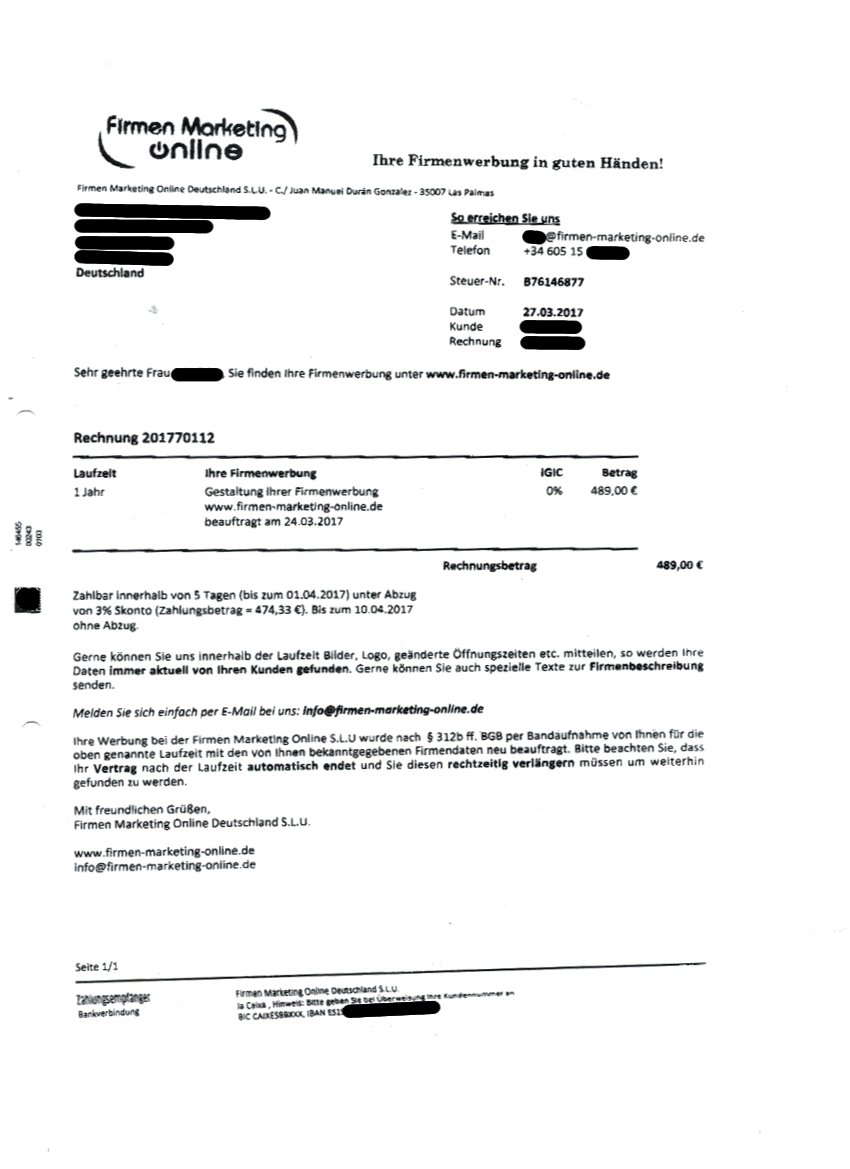 Firmen Marketing
Online
Ihre Firmenwerbung in guten Händen!
Firmen Marketing Online Deutschland S.L.U. - C./ Juan Manuel Durán Gonzalez - 35007 Las Palmas
Deutschland
So erreichen Sie uns
E-Mail @firmen-marketing-online.de
Telefon +34 605 15
Steuer-Nr. B76146877
Datum 27.03.2017
Kunde
Rechnung
Sehr geehrte Frau , Sie finden Ihre Firmenwerbung unter www.firmen-marketing-online.de
Rechnung 201770112
Laufzeit Ihre Firmenwerbung IGIC Betrag
1 Jahr Gestaltung Ihrer Firmenwerbung 0% 489,00 €
www.firmen-marketing-online.de
beauftragt am 24.03.2017
146455
00243
0103
Rechnungsbetrag 489,00 €
Zahlbar innerhalb von 5 Tagen (bis zum 01.04.2017) unter Abzug
von 3% Skonto (Zahlungsbetrag = 474,33 €). Bis zum 10.04.2017
ohne Abzug.
Gerne können Sie uns innerhalb der Laufzeit Bilder, Logo, geänderte Öffnungszeiten etc. mitteilen, so werden Ihre
Daten immer aktuell von Ihren Kunden gefunden. Gerne können Sie auch spezielle Texte zur Firmenbeschreibung
senden.
Melden Sie sich einfach per E-Mail bei uns: info@firmen-marketing-online.de
Ihre Werbung bei der Firmen Marketing Online S.L.U wurde nach § 312b ff. BGB per Bandaufnahme von Ihnen für die
oben genannte Laufzeit mit den von Ihnen bekanntgegebenen Firmendaten neu beauftragt. Bitte beachten Sie, dass
Ihr Vertrag nach der Laufzeit automatisch endet und Sie diesen rechtzeitig verlängern müssen um weiterhin
gefunden zu werden.
Mit freundlichen Grüßen,
Firmen Marketing Online Deutschland S.L.U.
www.firmen-marketing-online.de
info@firmen-marketing-online.de
Seite 1/1
Zahlungsempfänger Firmen Marketing Online Deutschland S.L.U.
Bankverbindung la Caixa , Hinweis: Bitte geben Sie bei Überweisung Ihre Kundennummer an
BIC CAIXESBBXXX, IBAN ES1